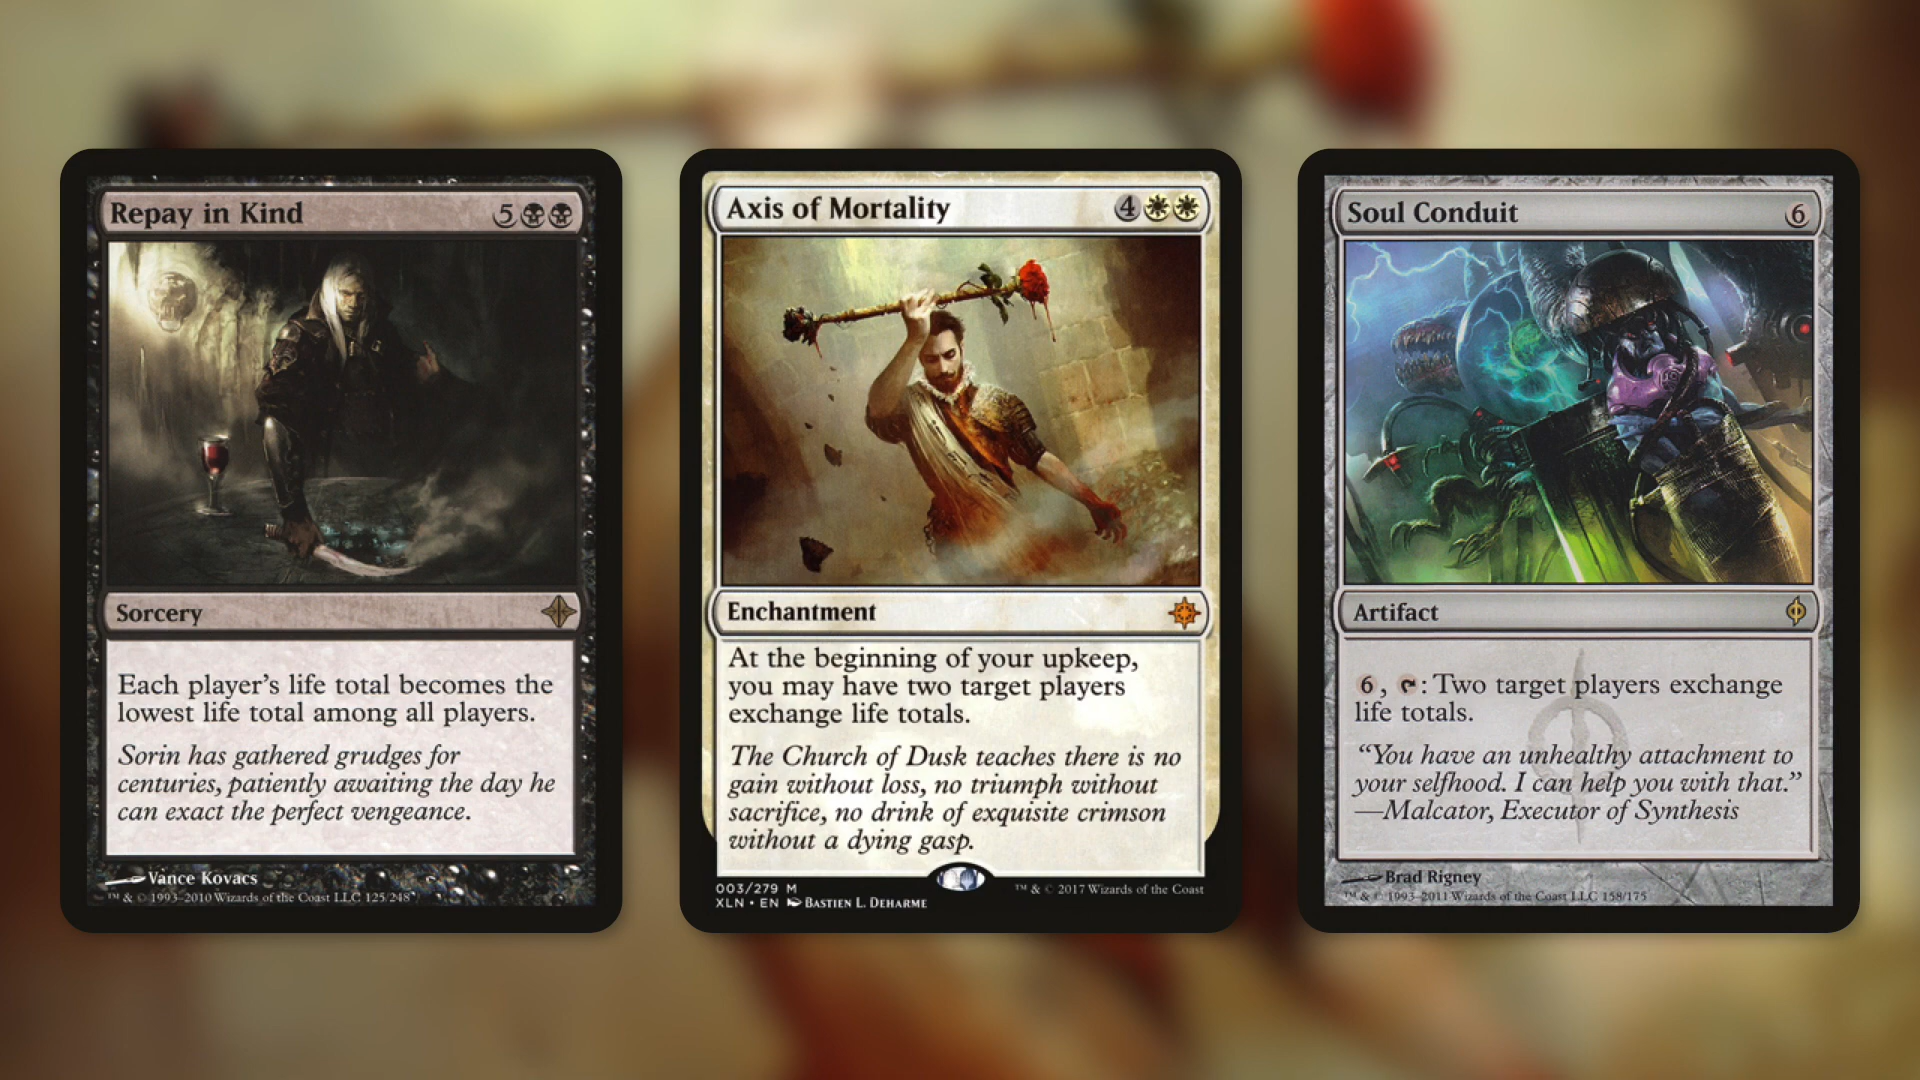 Repay in Kind 5
Sorcery
Each player's life total becomes the
lowest life total among all players.
Sorin has gathered grudges for
centuries, patiently awaiting the day he
can exact the perfect vengeance.
Vance Kovacs
™ & © 1993–2010 Wizards of the Coast LLC 125/248
Axis of Mortality 4
Enchantment
At the beginning of your upkeep,
you may have two target players
exchange life totals.
The Church of Dusk teaches there is no
gain without loss, no triumph without
sacrifice, no drink of exquisite crimson
without a dying gasp.
003/279 M
XLN • EN Bastien L. Deharme
™ & © 2017 Wizards of the Coast
Soul Conduit 6
Artifact
6, : Two target players exchange
life totals.
“You have an unhealthy attachment to
your selfhood. I can help you with that.”
—Malcator, Executor of Synthesis
Brad Rigney
™ & © 1993–2011 Wizards of the Coast LLC 158/175